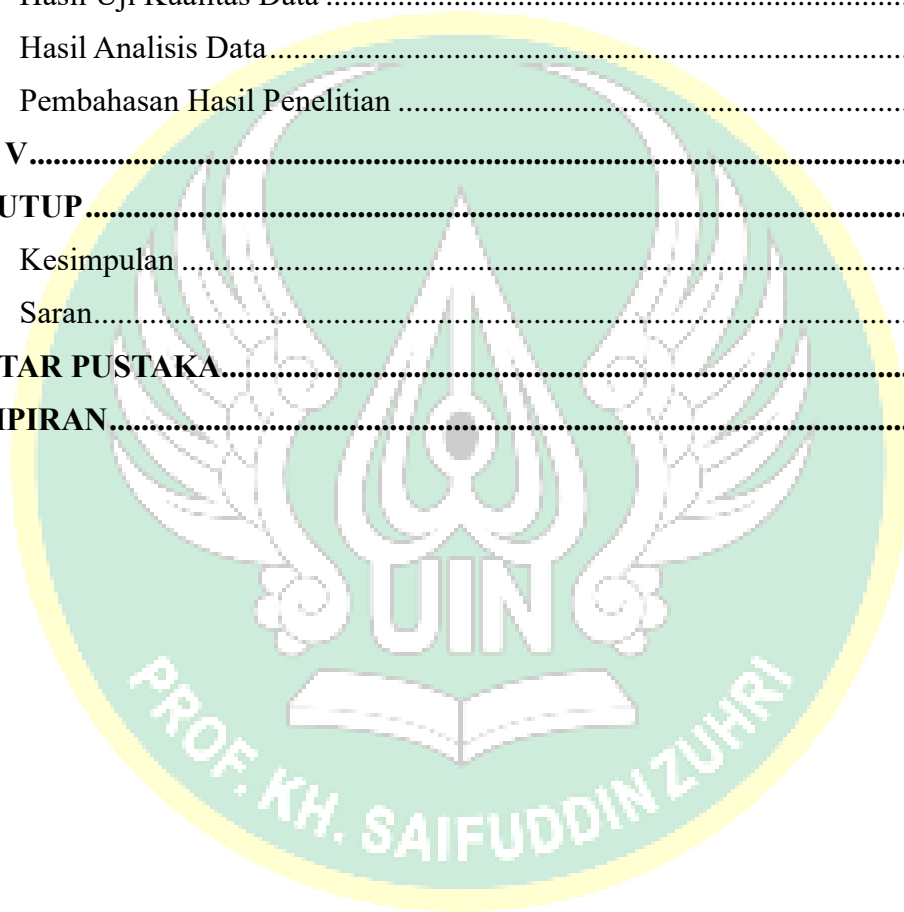 Hasil Uji Kualitas Data ........................................................................
Hasil Analisis Data ................................................................................
Pembahasan Hasil Penelitian ................................................................
V ................................................................................................................
UTUP ........................................................................................................
Kesimpulan ............................................................................................
Saran .......................................................................................................
TAR PUSTAKA .......................................................................................
IPIRAN .....................................................................................................
UIN
PROF. KH. SAIFUDDIN ZUHRI